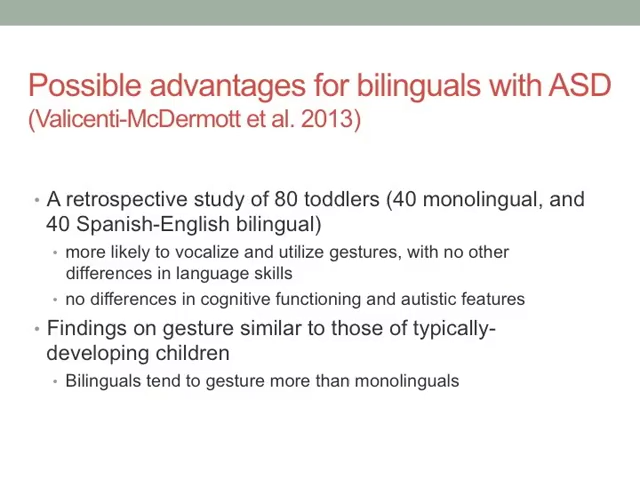 Possible advantages for bilinguals with ASD
(Valicenti-McDermott et al. 2013)
• A retrospective study of 80 toddlers (40 monolingual, and
40 Spanish-English bilingual)
• more likely to vocalize and utilize gestures, with no other
differences in language skills
• no differences in cognitive functioning and autistic features
• Findings on gesture similar to those of typically-
developing children
• Bilinguals tend to gesture more than monolinguals